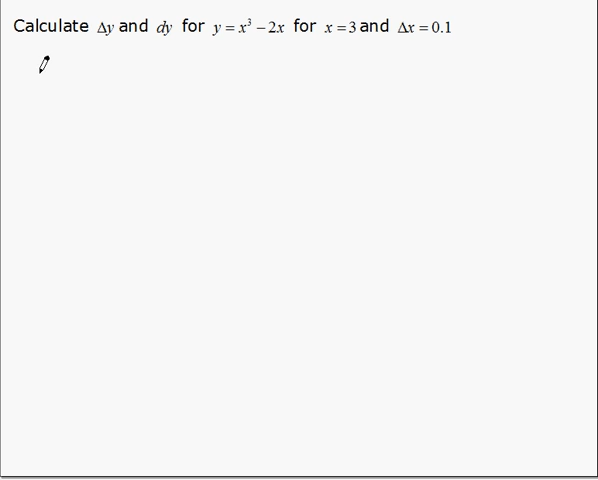 Calculate Δy and dy for y = x³ − 2x for x = 3 and Δx = 0.1